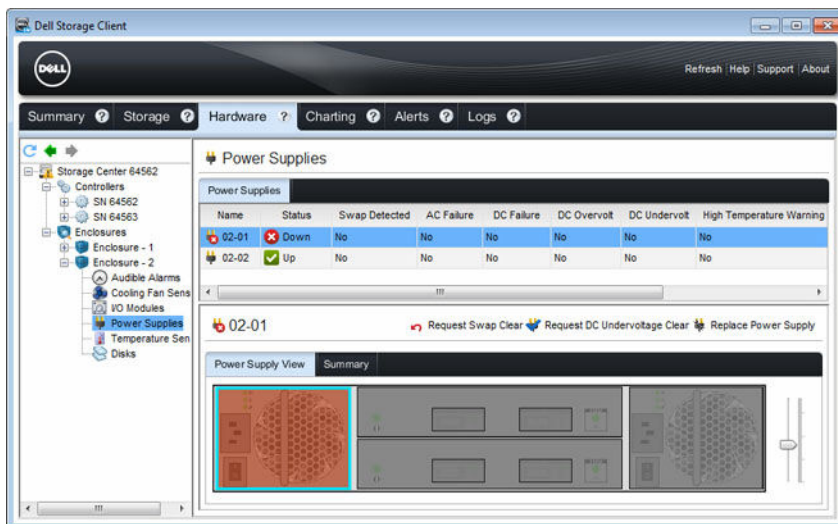 Dell Storage Client
DELL
Refresh Help Support About
Summary ? Storage ? Hardware ? Charting ? Alerts ? Logs ?
Storage Center 64562
Controllers
SN 64562
SN 64563
Enclosures
Enclosure - 1
Enclosure - 2
Audible Alarms
Cooling Fan Sens
I/O Modules
Power Supplies
Temperature Sen
Disks
Power Supplies
Power Supplies
Name Status Swap Detected AC Failure DC Failure DC Overvolt DC Undervolt High Temperature Warning
02-01 Down No No No No No No
02-02 Up No No No No No No
02-01 Request Swap Clear Request DC Undervoltage Clear Replace Power Supply
Power Supply View Summary